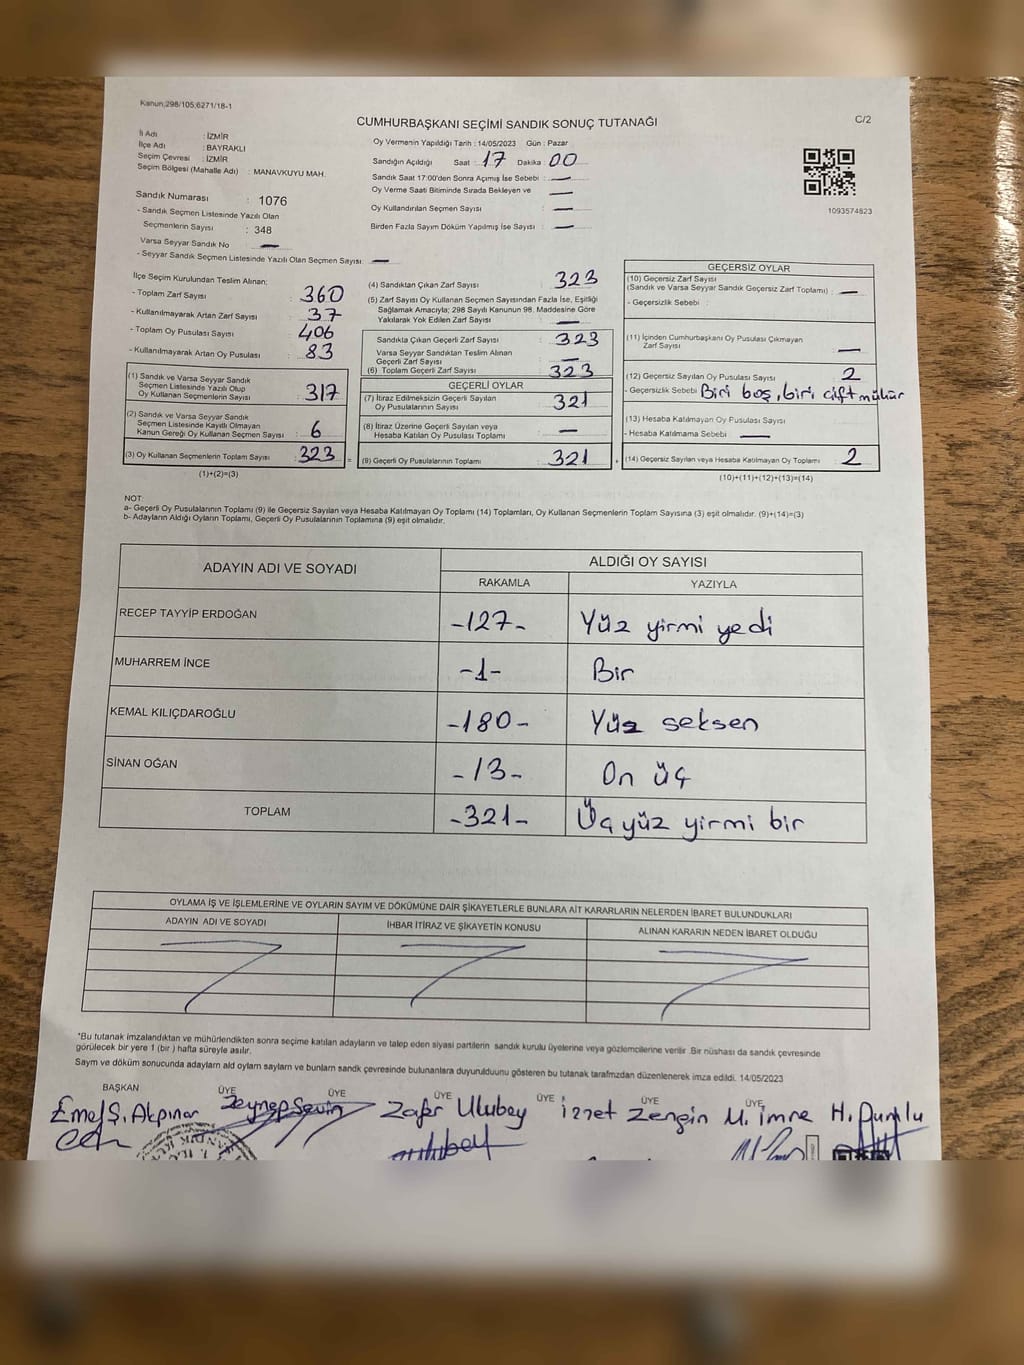 Kanun;298/105;6271/18-1
CUMHURBAŞKANI SEÇİMİ SANDIK SONUÇ TUTANAĞI
C/2
İl Adı : İZMİR
İlçe Adı : BAYRAKLI
Seçim Çevresi : İZMİR
Seçim Bölgesi (Mahalle Adı) : MANAVKUYU MAH.
Sandık Numarası : 1076
- Sandık Seçmen Listesinde Yazılı Olan
Seçmenlerin Sayısı : 348
Varsa Seyyar Sandık No —
- Seyyar Sandık Seçmen Listesinde Yazılı Olan Seçmen Sayısı: —
Oy Vermenin Yapıldığı Tarih : 14/05/2023 Gün : Pazar
Sandığın Açıldığı Saat : 17 Dakika : 00
Sandık Saat 17:00'den Sonra Açımış İse Sebebi : —
Oy Verme Saati Bitiminde Sırada Bekleyen ve —
Oy Kullandırılan Seçmen Sayısı : —
Birden Fazla Sayım Döküm Yapılmış İse Sayısı : —
1093574823
İlçe Seçim Kurulundan Teslim Alınan;
- Toplam Zarf Sayısı : 360
- Kullanılmayarak Artan Zarf Sayısı : 37
- Toplam Oy Pusulası Sayısı : 406
- Kullanılmayarak Artan Oy Pusulası : 83
(1) Sandık ve Varsa Seyyar Sandık
Seçmen Listesinde Yazılı Olup
Oy Kullanan Seçmenlerin Sayısı : 317
(2) Sandık ve Varsa Seyyar Sandık
Seçmen Listesinde Kayıtlı Olmayan
Kanun Gereği Oy Kullanan Seçmen Sayısı : 6
(3) Oy Kullanan Seçmenlerin Toplam Sayısı : 323
(1)+(2)=(3)
(4) Sandıktan Çıkan Zarf Sayısı : 323
(5) Zarf Sayısı Oy Kullanan Seçmen Sayısından Fazla İse, Eşitliği
Sağlamak Amacıyla; 298 Sayılı Kanunun 98. Maddesine Göre
Yakılarak Yok Edilen Zarf Sayısı : —
Sandıkta Çıkan Geçerli Zarf Sayısı : 323
Varsa Seyyar Sandıktan Teslim Alınan
Geçerli Zarf Sayısı : —
(6) Toplam Geçerli Zarf Sayısı : 323
GEÇERLİ OYLAR
(7) İtiraz Edilmeksizin Geçerli Sayılan
Oy Pusulalarının Sayısı : 321
(8) İtiraz Üzerine Geçerli Sayılan veya
Hesaba Katılan Oy Pusulası Toplamı : —
(9) Geçerli Oy Pusulalarının Toplamı : 321
GEÇERSİZ OYLAR
(10) Geçersiz Zarf Sayısı
(Sandık ve Varsa Seyyar Sandık Geçersiz Zarf Toplamı) : —
- Geçersizlik Sebebi :
(11) İçinden Cumhurbaşkanı Oy Pusulası Çıkmayan
Zarf Sayısı : —
(12) Geçersiz Sayılan Oy Pusulası Sayısı : 2
- Geçersizlik Sebebi : Biri boş, biri çift mühür
(13) Hesaba Katılmayan Oy Pusulası Sayısı :
- Hesaba Katılmama Sebebi : —
(14) Geçersiz Sayılan veya Hesaba Katılmayan Oy Toplamı : 2
(10)+(11)+(12)+(13)=(14)
NOT:
a- Geçerli Oy Pusulalarının Toplamı (9) ile Geçersiz Sayılan veya Hesaba Katılmayan Oy Toplamı (14) Toplamları, Oy Kullanan Seçmenlerin Toplam Sayısına (3) eşit olmalıdır. (9)+(14)=(3)
b- Adayların Aldığı Oyların Toplamı, Geçerli Oy Pusulalarının Toplamına (9) eşit olmalıdır.
ADAYIN ADI VE SOYADI
ALDIĞI OY SAYISI
RAKAMLA YAZIYLA
RECEP TAYYİP ERDOĞAN -127- Yüz yirmi yedi
MUHARREM İNCE -1- Bir
KEMAL KILIÇDAROĞLU -180- Yüz seksen
SİNAN OĞAN -13- On üç
TOPLAM -321- Üçyüz yirmi bir
OYLAMA İŞ VE İŞLEMLERİNE VE OYLARIN SAYIM VE DÖKÜMÜNE DAİR ŞİKAYETLERLE BUNLARA AİT KARARLARIN NELERDEN İBARET BULUNDUKLARI
ADAYIN ADI VE SOYADI İHBAR İTİRAZ VE ŞİKAYETİN KONUSU ALINAN KARARIN NEDEN İBARET OLDUĞU
*Bu tutanak imzalandıktan ve mühürlendikten sonra seçime katılan adayların ve talep eden siyasi partilerin sandık kurulu üyelerine veya gözlemcilerine verilir .Bir nüshası da sandık çevresinde
görülecek bir yere 1 (bir ) hafta süreyle asılır.
Sayım ve döküm sonucunda adayların ald oyların sayıları ve bunların sandk çevresinde bulunanlara duyurulduunu gösteren bu tutanak tarafmzdan düzenlenerek imza edildi. 14/05/2023
BAŞKAN ÜYE ÜYE ÜYE ÜYE ÜYE ÜYE
Emel Ş. Akpınar Zeynep Sevin Zafer Ulubey İzzet Zengin M. İmre H. Durlu